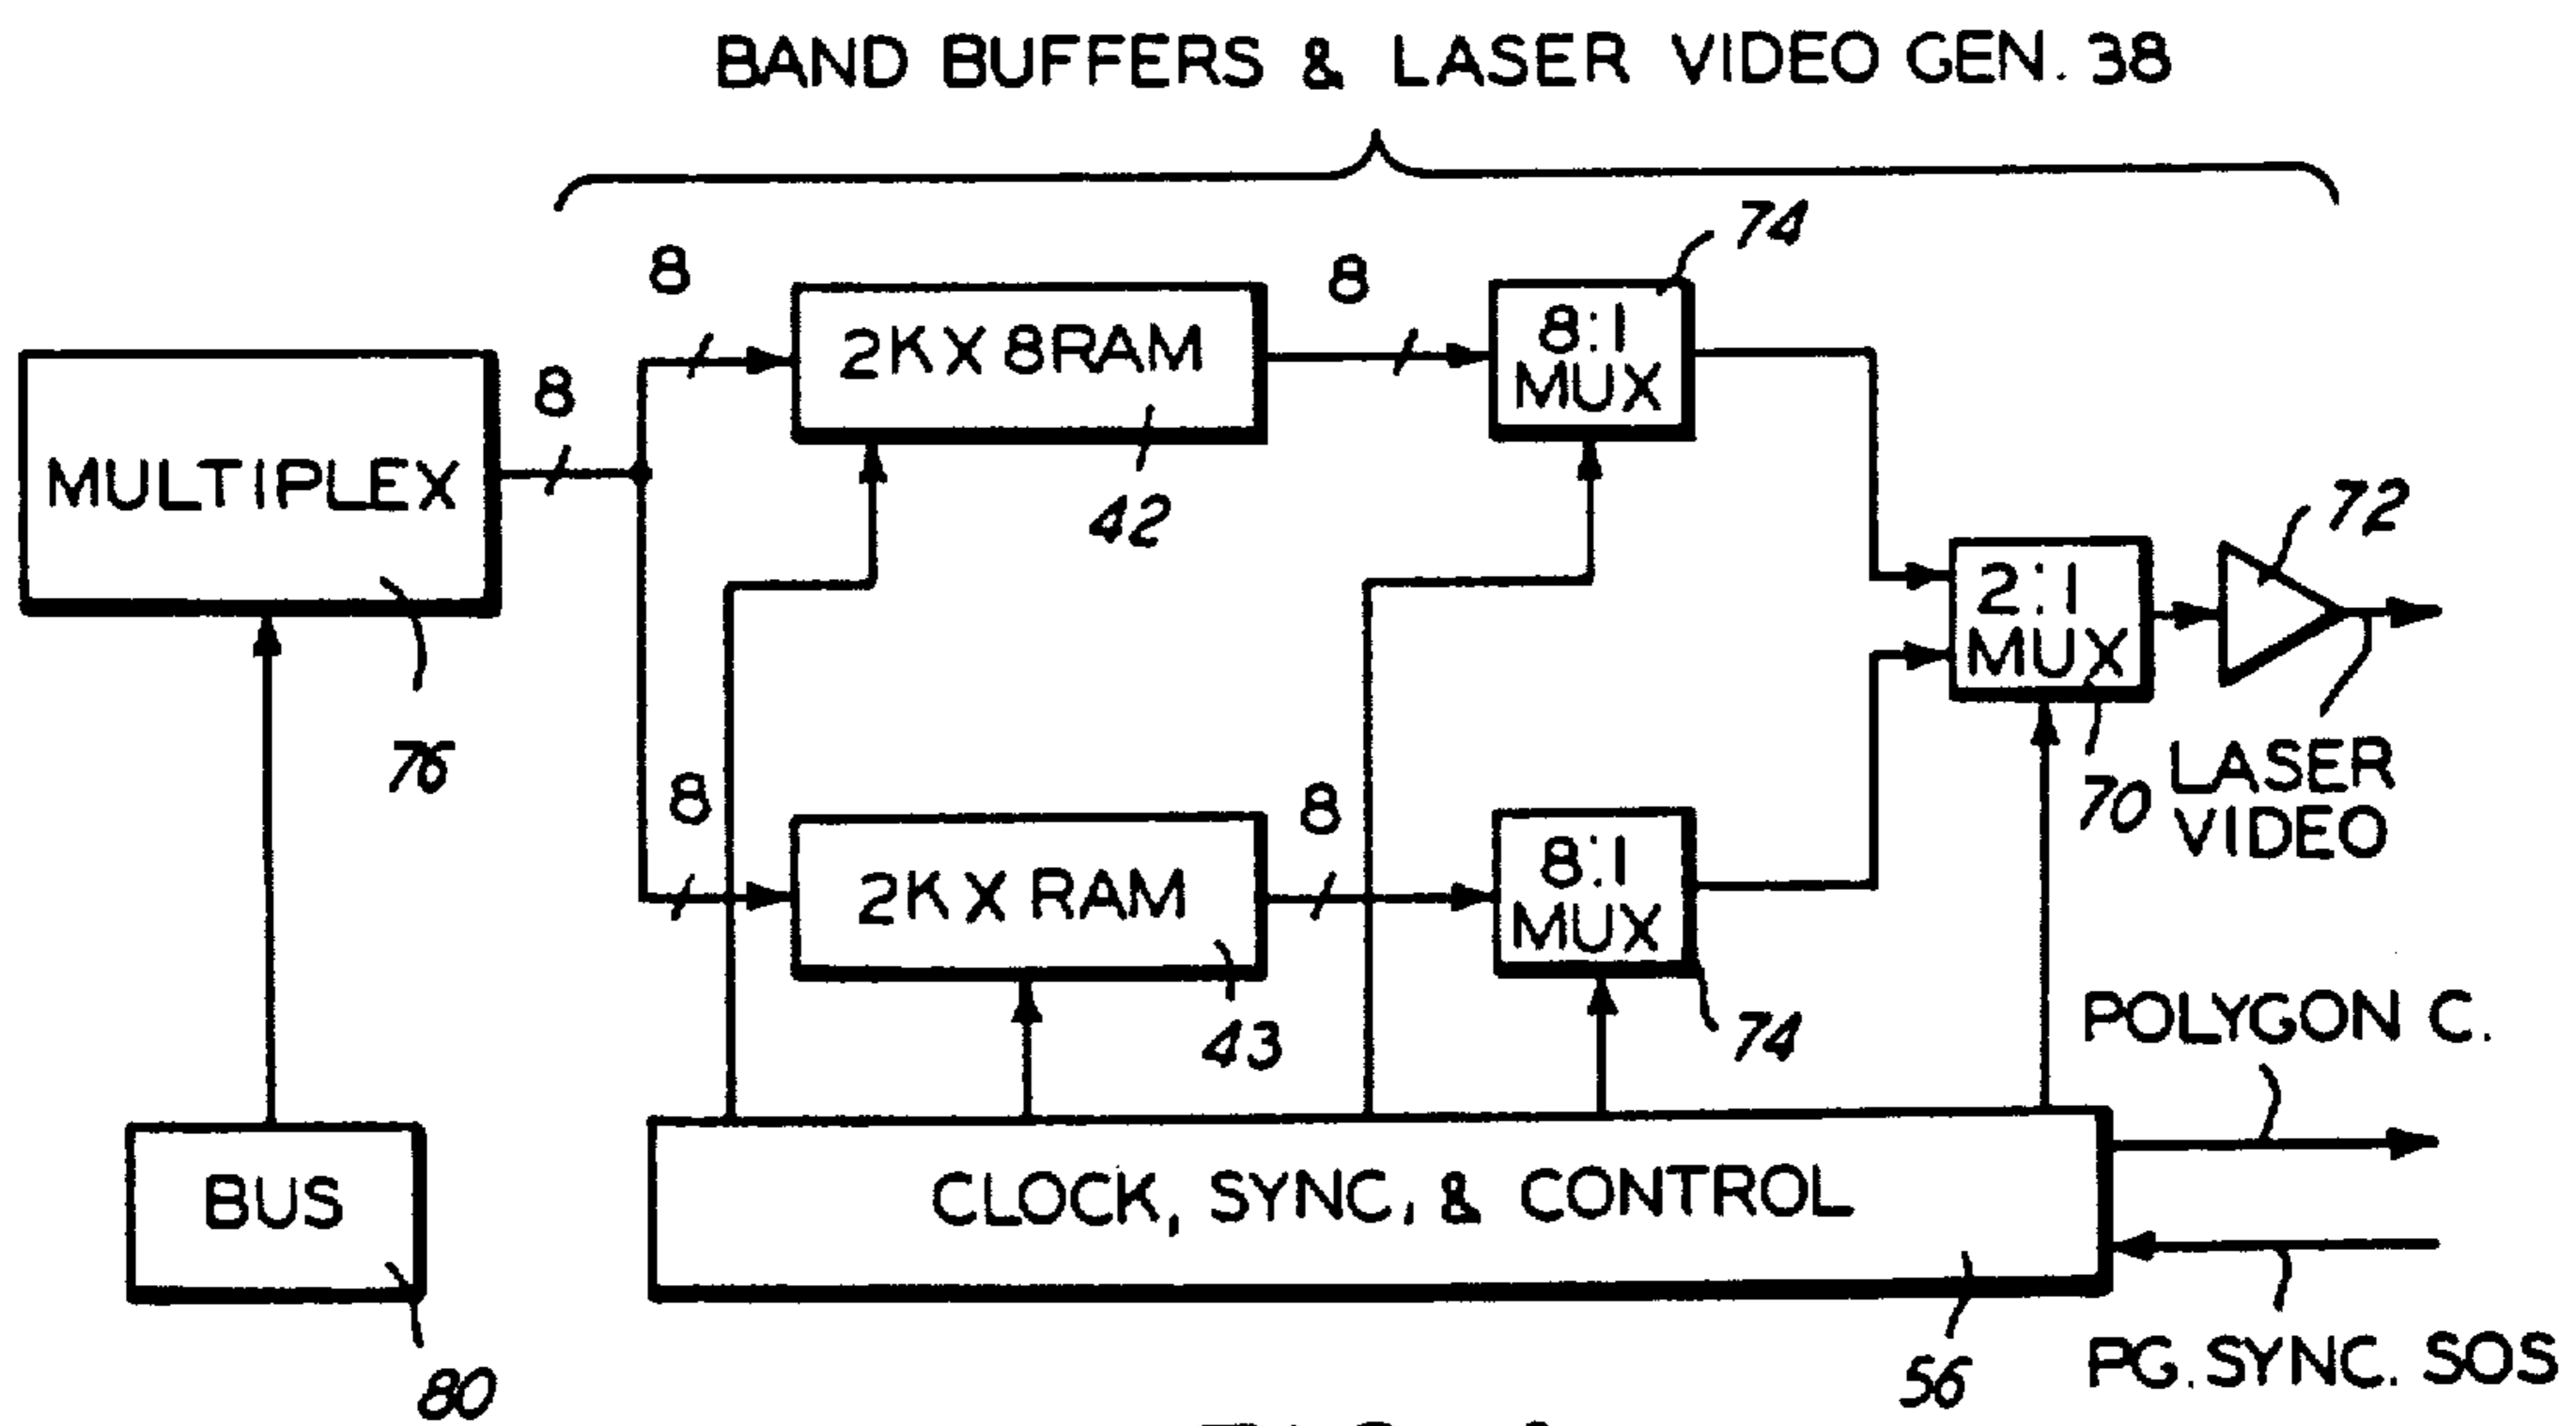 BAND BUFFERS & LASER VIDEO GEN. 38
74
8
8
2K X 8 RAM
8:1
MUX
8
MULTIPLEX
42
72
2:1
MUX
76
70
LASER
VIDEO
8
8
2K X RAM
8:1
MUX
43
74
POLYGON C.
BUS
CLOCK, SYNC, & CONTROL
80
56
PG. SYNC. SOS